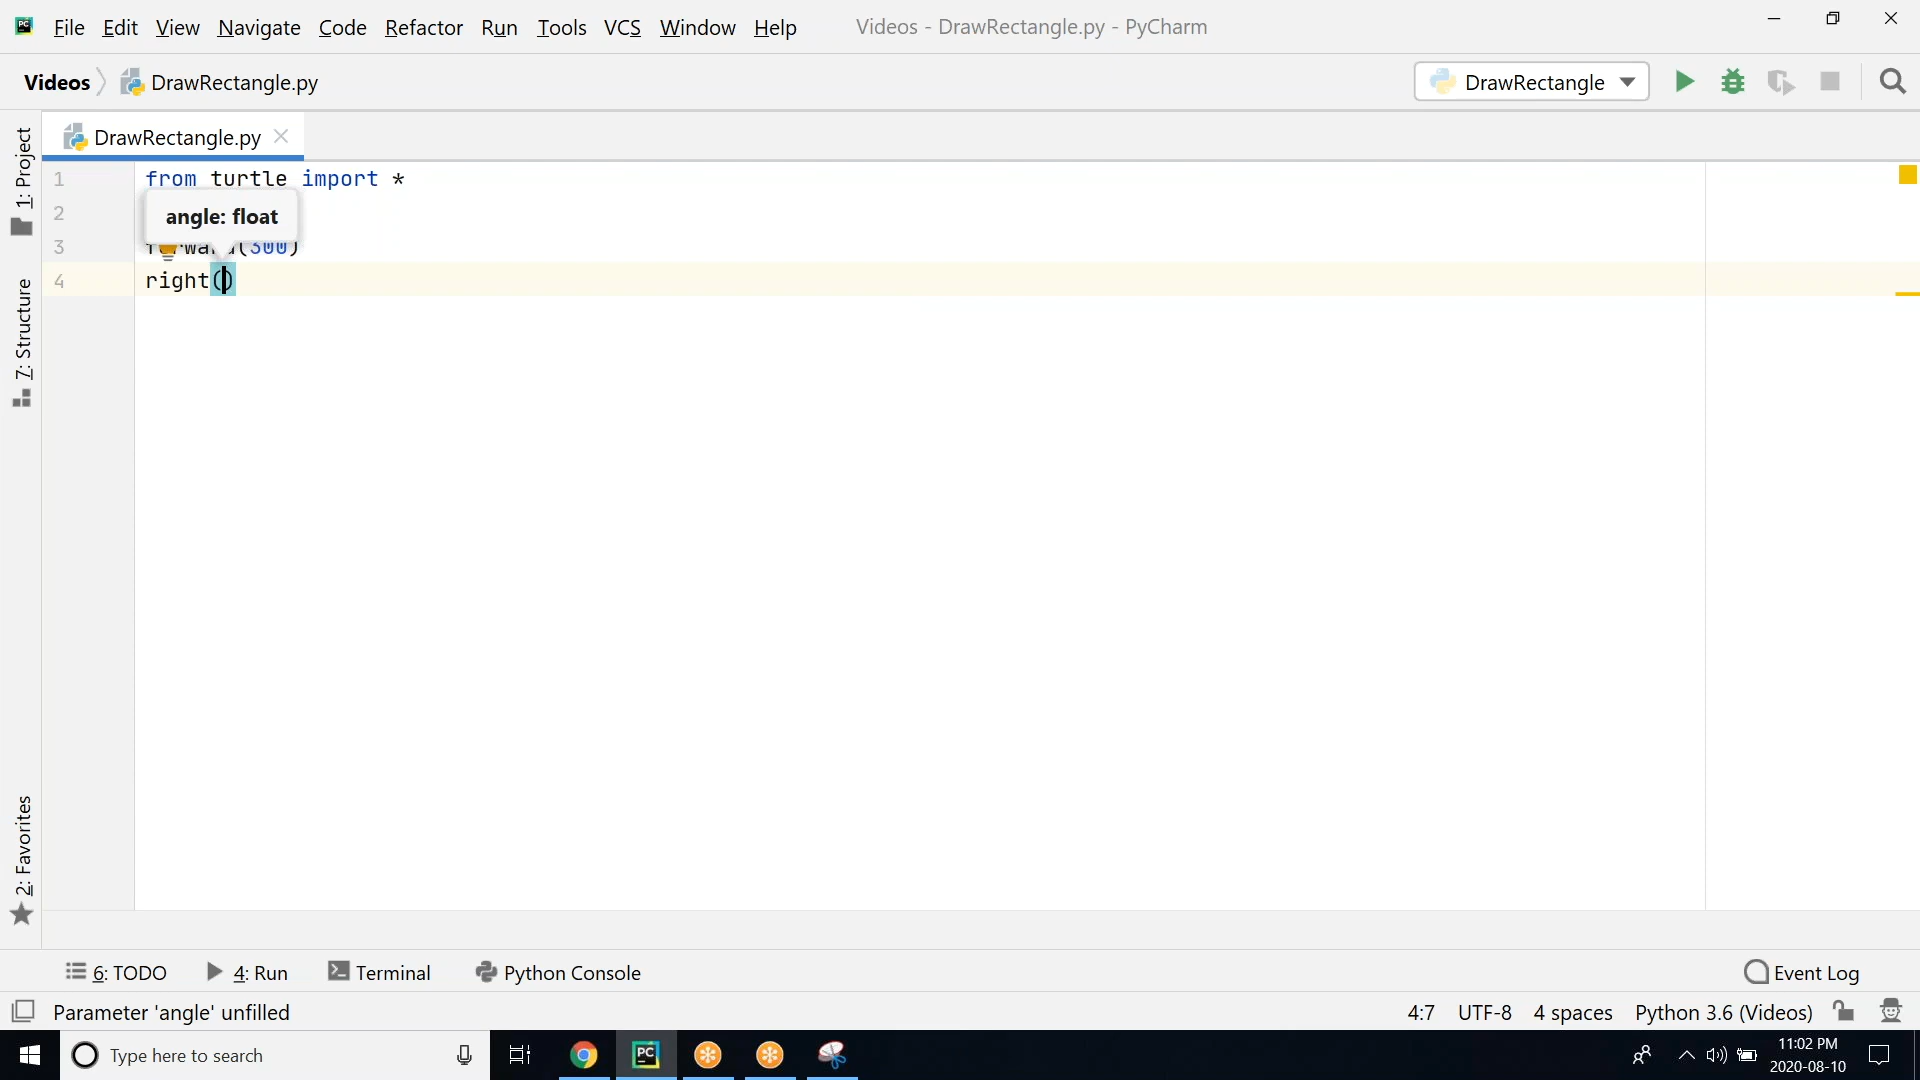 File Edit View Navigate Code Refactor Run Tools VCS Window Help Videos - DrawRectangle.py - PyCharm
Videos DrawRectangle.py DrawRectangle
DrawRectangle.py
1: Project
7: Structure
2: Favorites
1 from turtle import *
2
angle: float
3 forward(300)
4 right()
6: TODO 4: Run Terminal Python Console Event Log
Parameter 'angle' unfilled 4:7 UTF-8 4 spaces Python 3.6 (Videos)
Type here to search
PC
11:02 PM
2020-08-10